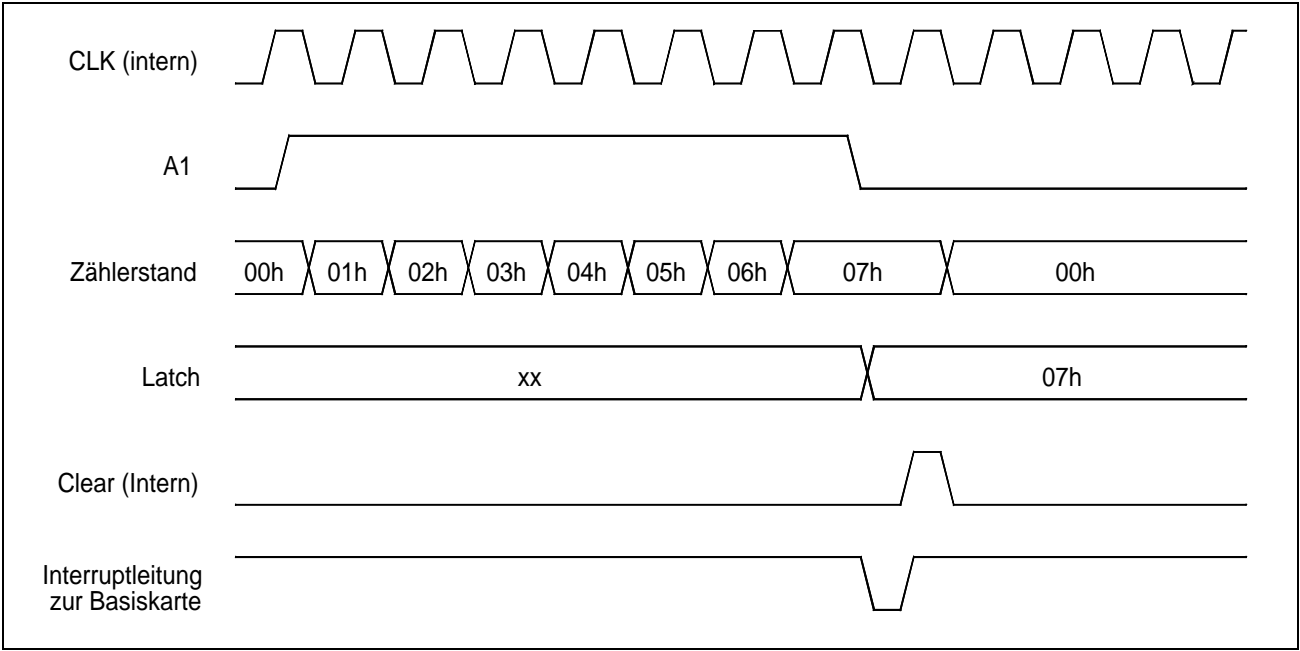 CLK (intern)
A1
Zählerstand 00h 01h 02h 03h 04h 05h 06h 07h 00h
Latch xx 07h
Clear (Intern)
Interruptleitung
zur Basiskarte